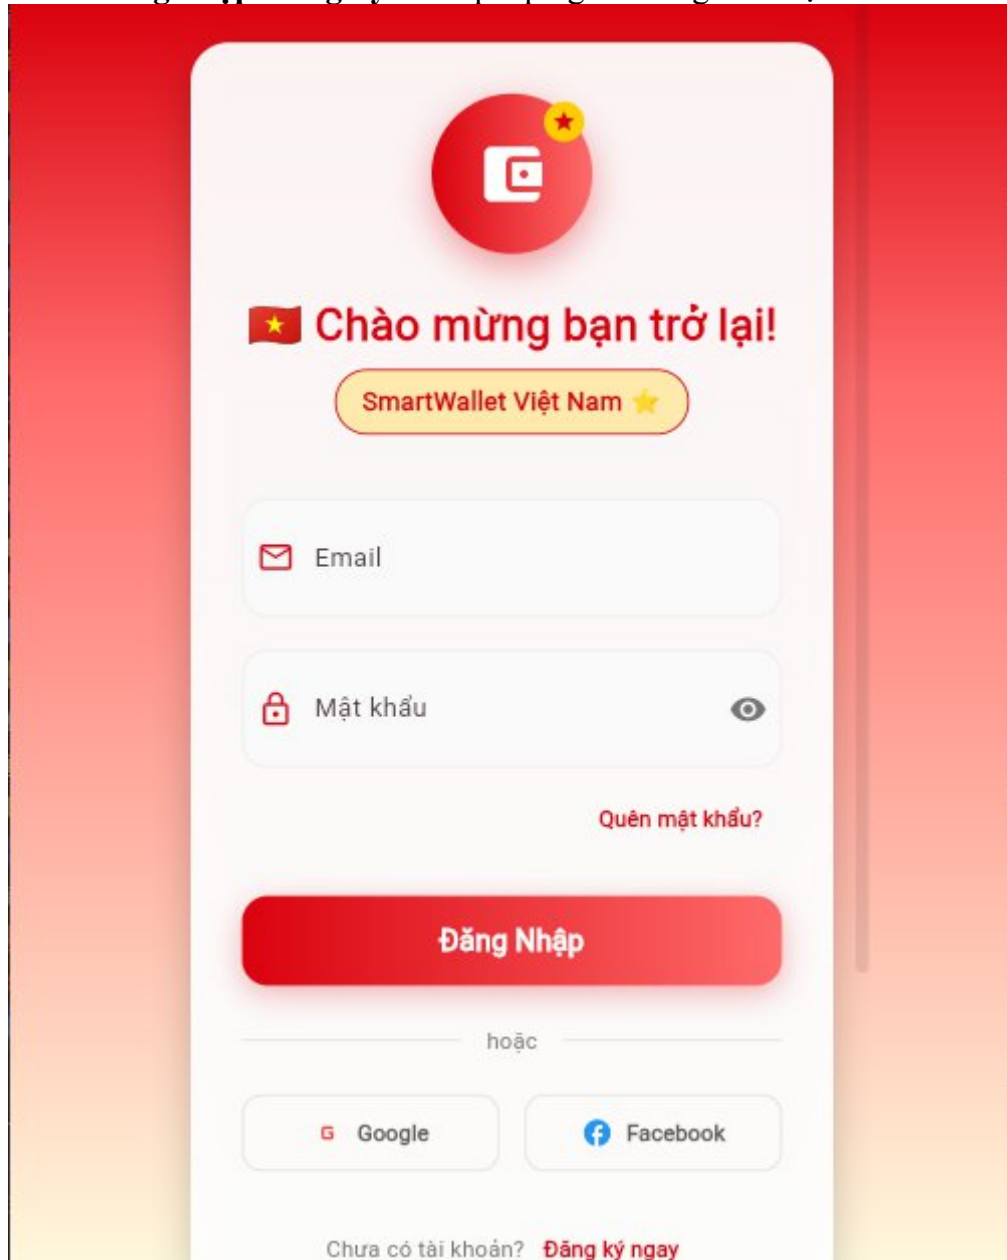 Chào mừng bạn trở lại!
SmartWallet Việt Nam
Email
Mật khẩu
Quên mật khẩu?
Đăng Nhập
hoặc
G Google Facebook
Chưa có tài khoản? Đăng ký ngay